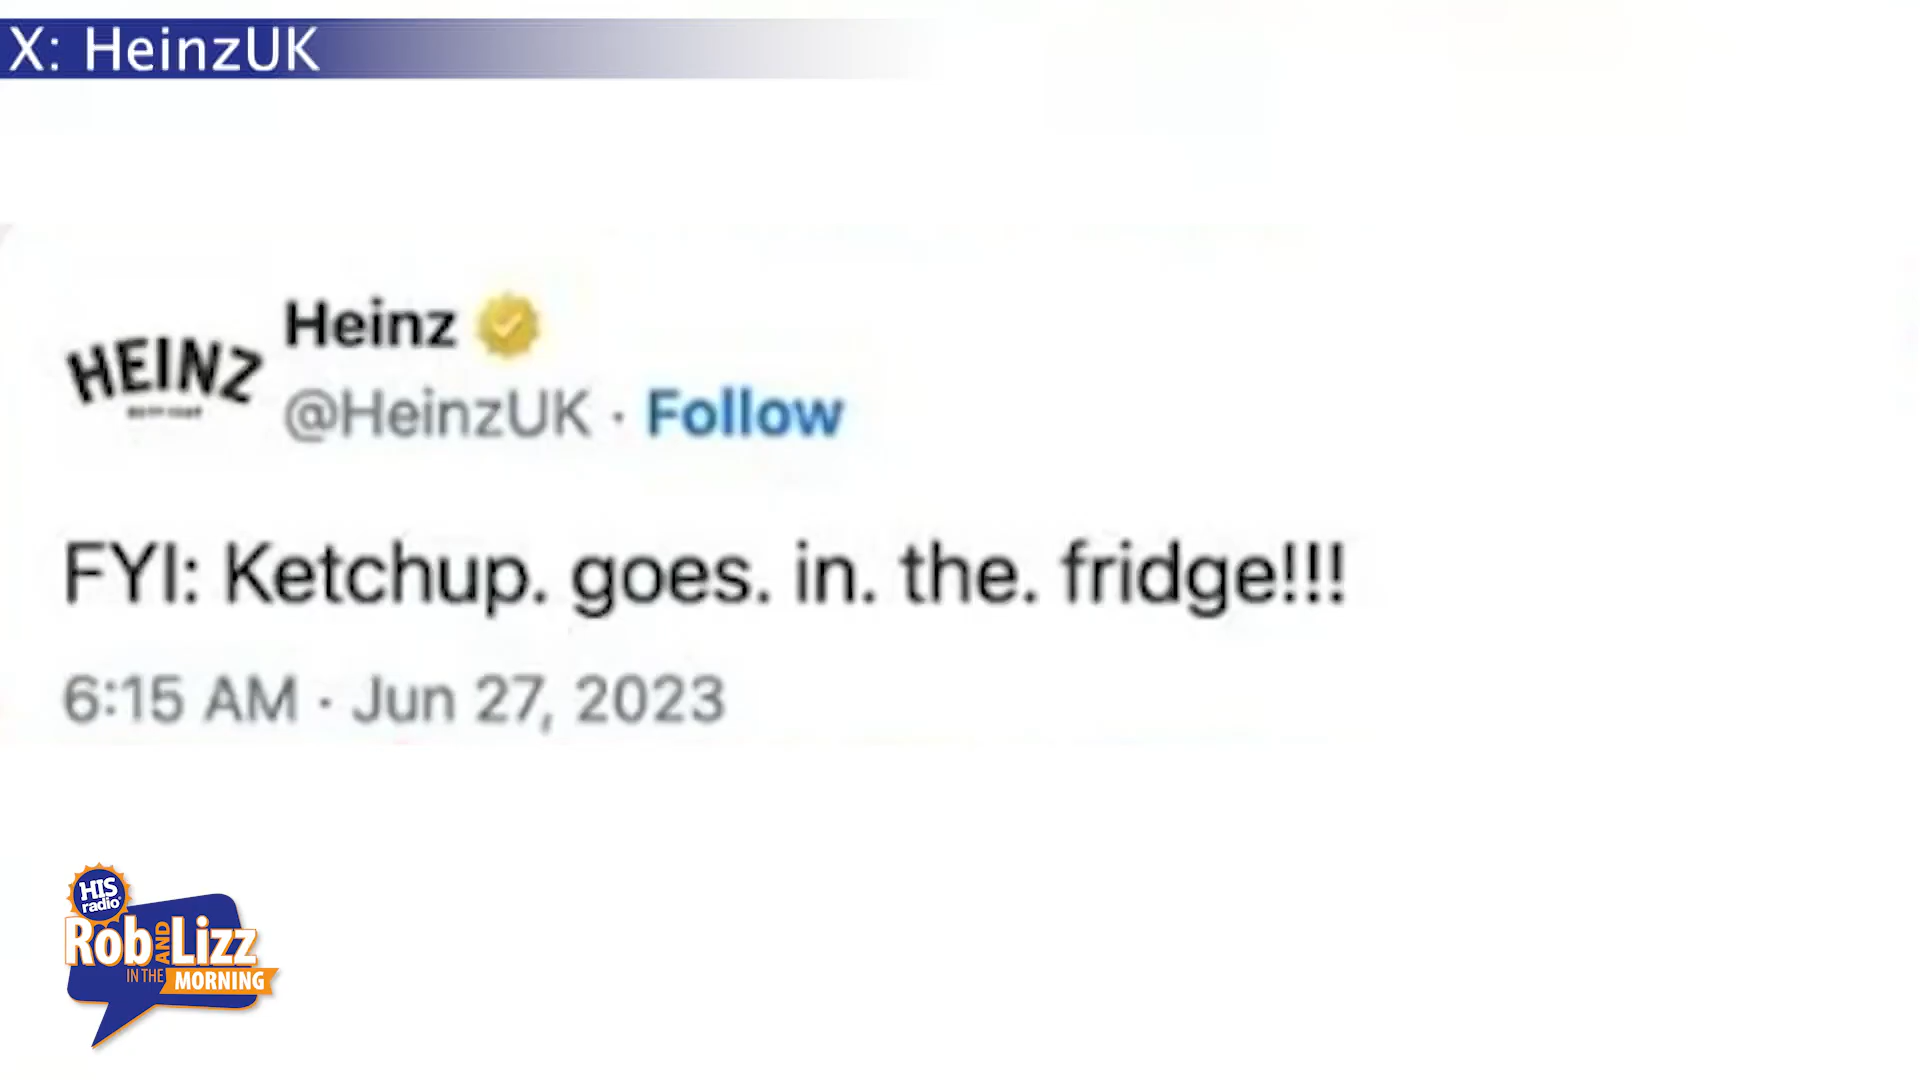 X: HeinzUK
HEINZ
Heinz
@HeinzUK · Follow
FYI: Ketchup. goes. in. the. fridge!!!
6:15 AM · Jun 27, 2023
HIS
radio
Rob AND Lizz
IN THE MORNING